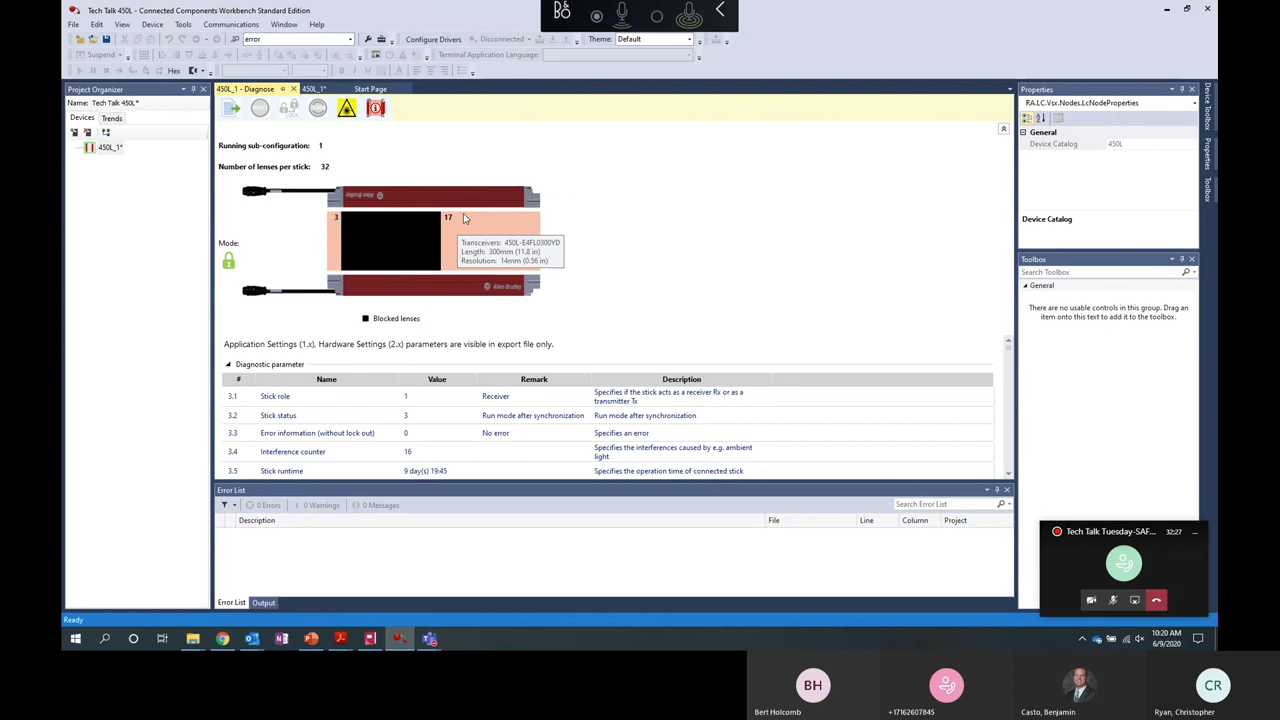 Tech Talk 450L - Connected Components Workbench Standard Edition
File Edit View Device Tools Communications Window Help
B&O
error
Configure Drivers Disconnected Theme: Default
Suspend Terminal Application Language:
Hex
Project Organizer
Name: Tech Talk 450L*
Devices Trends
450L_1*
450L_1 - Diagnose 450L_1* Start Page
RESET LOCK
Running sub-configuration: 1
Number of lenses per stick: 32
Allen-Bradley
3 17
Mode:
Transceivers: 450L-E4FL0300YD
Length: 300mm (11.8 in)
Resolution: 14mm (0.56 in)
Allen-Bradley
Blocked lenses
Application Settings (1.x), Hardware Settings (2.x) parameters are visible in export file only.
Diagnostic parameter
# Name Value Remark Description
3.1 Stick role 1 Receiver Specifies if the stick acts as a receiver Rx or as a transmitter Tx
3.2 Stick status 3 Run mode after synchronization Run mode after synchronization
3.3 Error information (without lock out) 0 No error Specifies an error
3.4 Interference counter 16 Specifies the interferences caused by e.g. ambient light
3.5 Stick runtime 9 day(s) 19:45 Specifies the operation time of connected stick
Error List
0 Errors 0 Warnings 0 Messages Search Error List
Description File Line Column Project
Error List Output
Properties
RA.LC.Vsx.Nodes.LcNodeProperties
General
Device Catalog 450L
Device Catalog
Toolbox
Search Toolbox
General
There are no usable controls in this group. Drag an item onto this text to add it to the toolbox.
Device Toolbox
Properties
Toolbox
Tech Talk Tuesday-SAF... 32:27
Ready
10:20 AM
6/9/2020
BH CR
Bert Holcomb +17162607845 Casto, Benjamin Ryan, Christopher